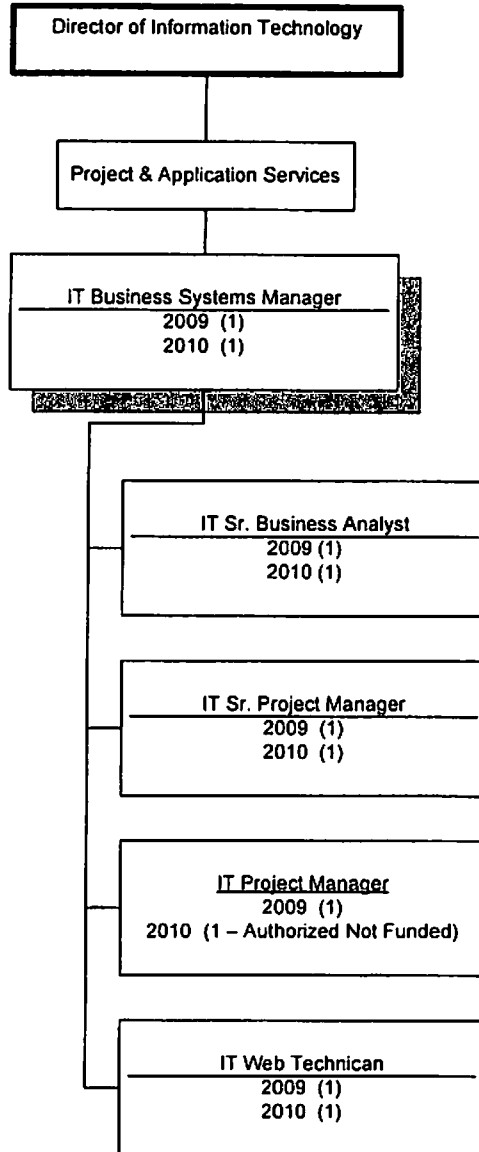 Director of Information Technology
Project & Application Services
IT Business Systems Manager
2009 (1)
2010 (1)
IT Sr. Business Analyst
2009 (1)
2010 (1)
IT Sr. Project Manager
2009 (1)
2010 (1)
IT Project Manager
2009 (1)
2010 (1 – Authorized Not Funded)
IT Web Technican
2009 (1)
2010 (1)